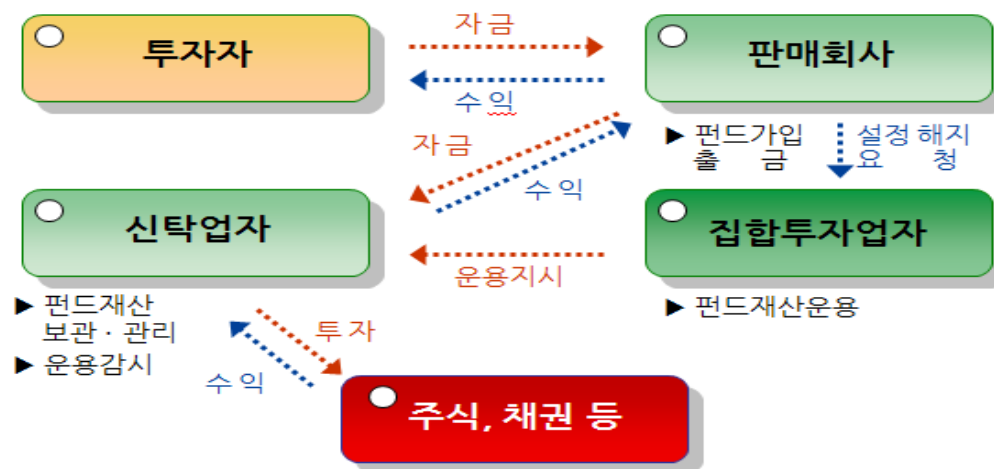 자 금
투자자
판매회사
수 익
자 금
▶ 펀드가입
출 금
설정 해지
요 청
수 익
신탁업자
집합투자업자
운용지시
▶ 펀드재산
보관 · 관리
▶ 운용감시
▶ 펀드재산운용
투 자
수 익
주식, 채권 등